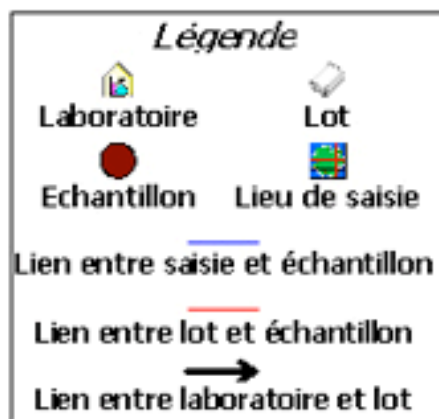 Légende
Laboratoire Lot
Echantillon Lieu de saisie
Lien entre saisie et échantillon
Lien entre lot et échantillon
Lien entre laboratoire et lot